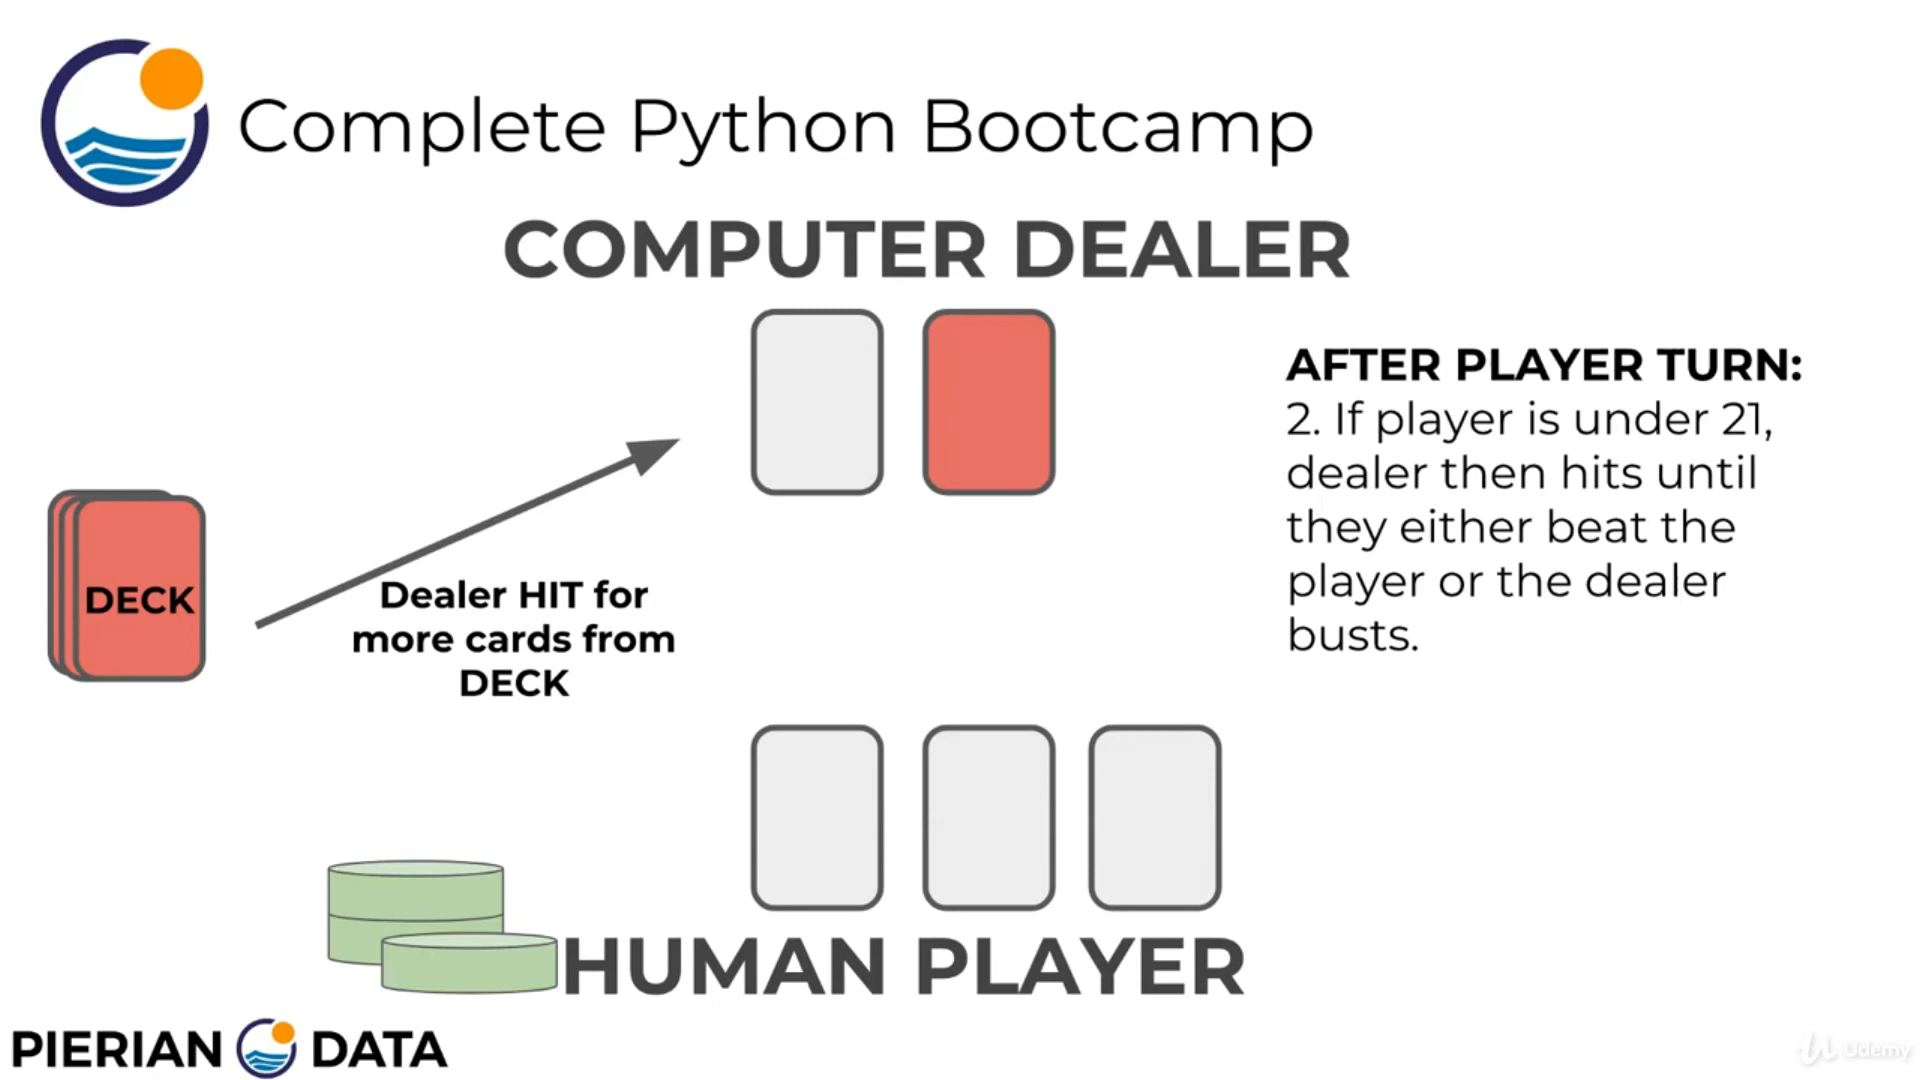 Complete Python Bootcamp
COMPUTER DEALER
AFTER PLAYER TURN:
2. If player is under 21,
dealer then hits until
they either beat the
player or the dealer
busts.
DECK
Dealer HIT for
more cards from
DECK
HUMAN PLAYER
PIERIAN DATA
Udemy